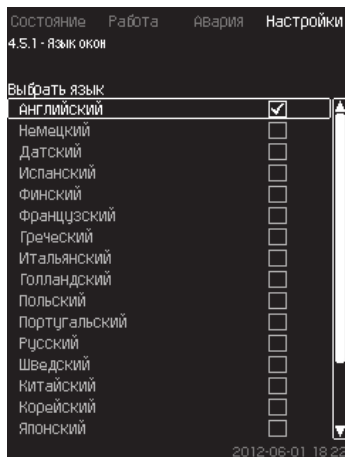 Состояние Работа Авария Настройки
4.5.1 - Язык окон
Выбрать язык
Английский
Немецкий
Датский
Испанский
Финский
Французский
Греческий
Итальянский
Голландский
Польский
Португальский
Русский
Шведский
Китайский
Корейский
Японский
2012-06-01 18:22